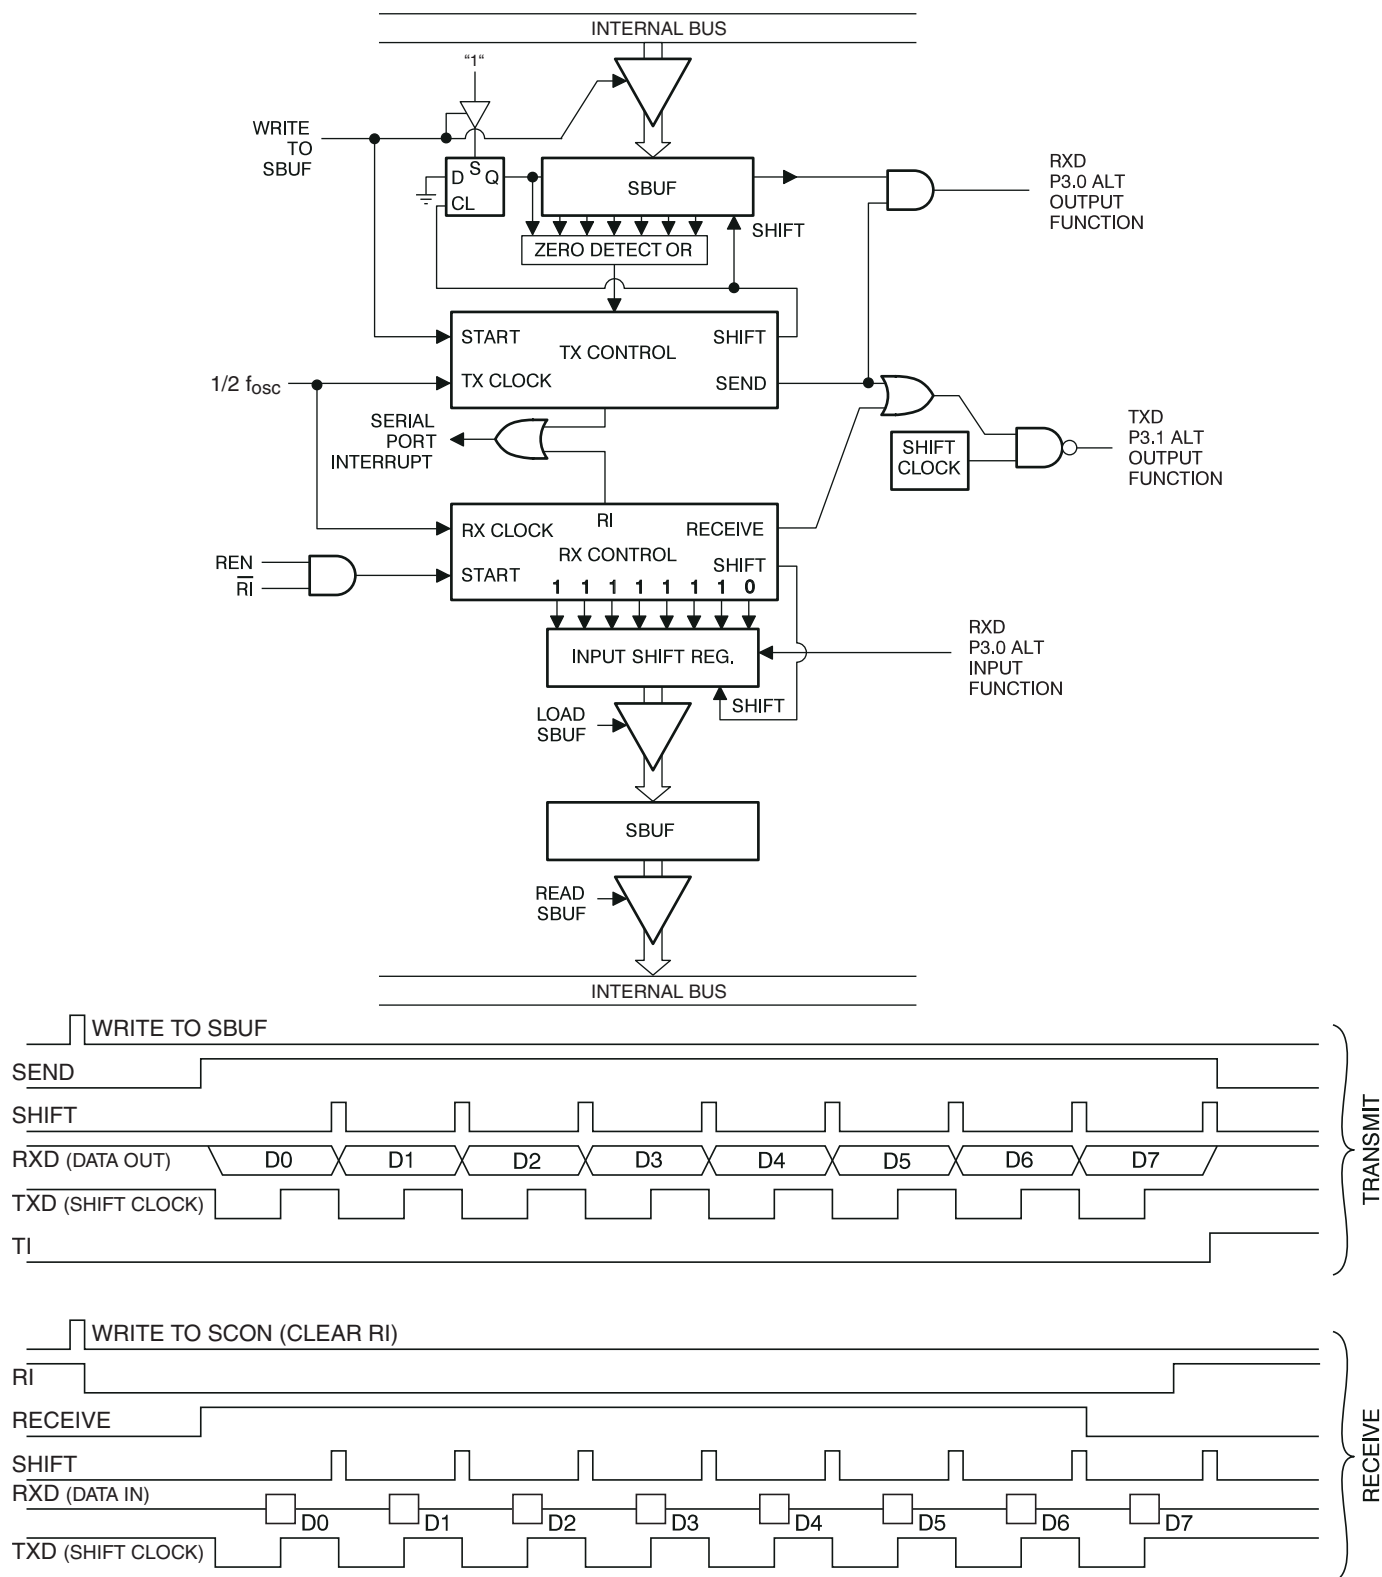 INTERNAL BUS
“1“
WRITE
TO
SBUF
S
D Q
CL
SBUF
SHIFT
ZERO DETECTOR
RXD
P3.0 ALT
OUTPUT
FUNCTION
START
SHIFT
TX CONTROL
1/2 fosc
TX CLOCK
SEND
SERIAL
PORT
INTERRUPT
SHIFT
CLOCK
TXD
P3.1 ALT
OUTPUT
FUNCTION
RI
RX CLOCK
RECEIVE
RX CONTROL
SHIFT
REN
RI
START
1 1 1 1 1 1 1 0
INPUT SHIFT REG.
RXD
P3.0 ALT
INPUT
FUNCTION
SHIFT
LOAD
SBUF
SBUF
READ
SBUF
INTERNAL BUS
WRITE TO SBUF
SEND
SHIFT
RXD (DATA OUT) D0 D1 D2 D3 D4 D5 D6 D7
TXD (SHIFT CLOCK)
TI
TRANSMIT
WRITE TO SCON (CLEAR RI)
RI
RECEIVE
SHIFT
RXD (DATA IN) D0 D1 D2 D3 D4 D5 D6 D7
TXD (SHIFT CLOCK)
RECEIVE